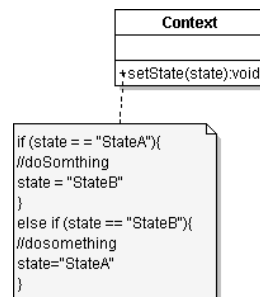 Context
+setState(state):void
if (state = = "StateA"){
//doSomthing
state = "StateB"
}
else if (state == "StateB"){
//dosomething
state="StateA"
}